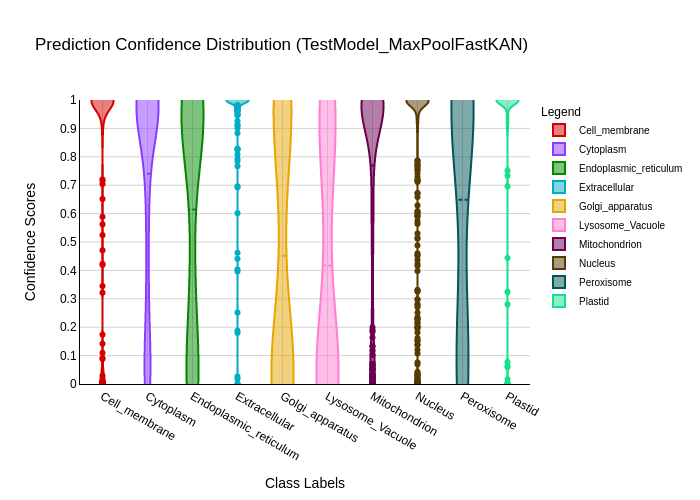 Prediction Confidence Distribution (TestModel_MaxPoolFastKAN)
Legend
Cell_membrane
Cytoplasm
Endoplasmic_reticulum
Extracellular
Golgi_apparatus
Lysosome_Vacuole
Mitochondrion
Nucleus
Peroxisome
Plastid
Confidence Scores
1
0.9
0.8
0.7
0.6
0.5
0.4
0.3
0.2
0.1
0
Cell_membrane
Cytoplasm
Endoplasmic_reticulum
Extracellular
Golgi_apparatus
Lysosome_Vacuole
Mitochondrion
Nucleus
Peroxisome
Plastid
Class Labels